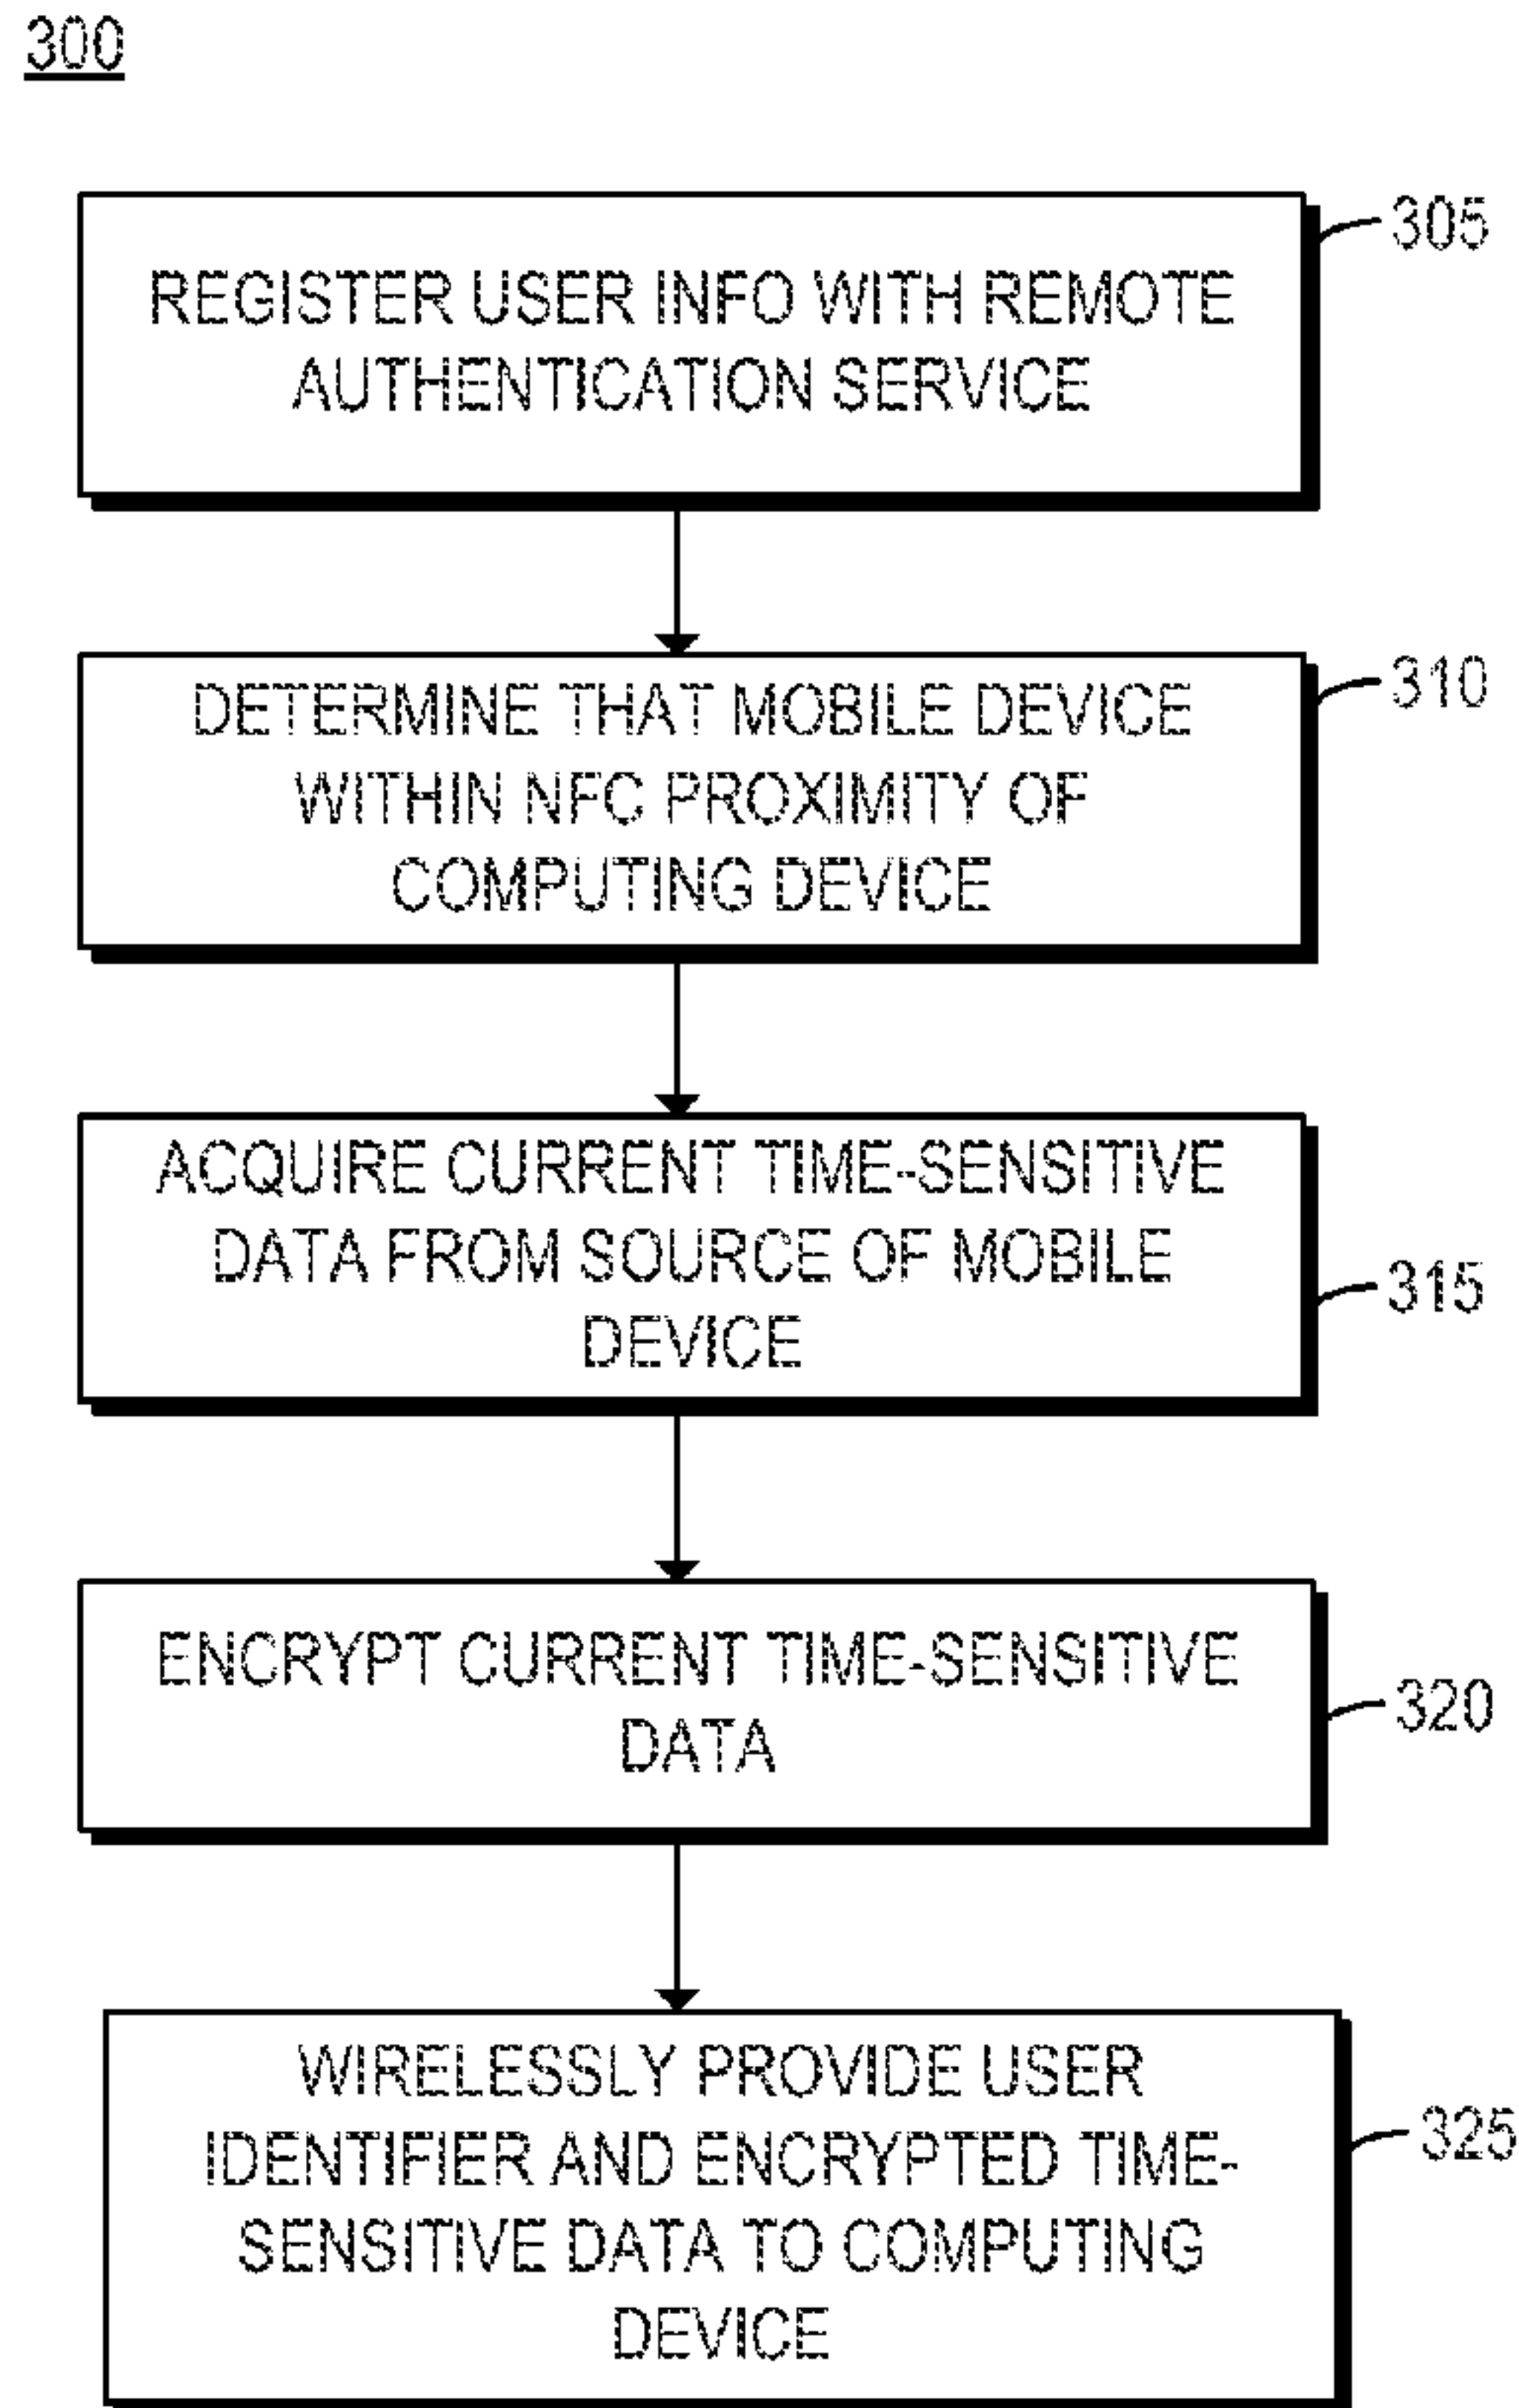 300
REGISTER USER INFO WITH REMOTE
AUTHENTICATION SERVICE
305
DETERMINE THAT MOBILE DEVICE
WITHIN NFC PROXIMITY OF
COMPUTING DEVICE
310
ACQUIRE CURRENT TIME-SENSITIVE
DATA FROM SOURCE OF MOBILE
DEVICE
315
ENCRYPT CURRENT TIME-SENSITIVE
DATA
320
WIRELESSLY PROVIDE USER
IDENTIFIER AND ENCRYPTED TIME-
SENSITIVE DATA TO COMPUTING
DEVICE
325